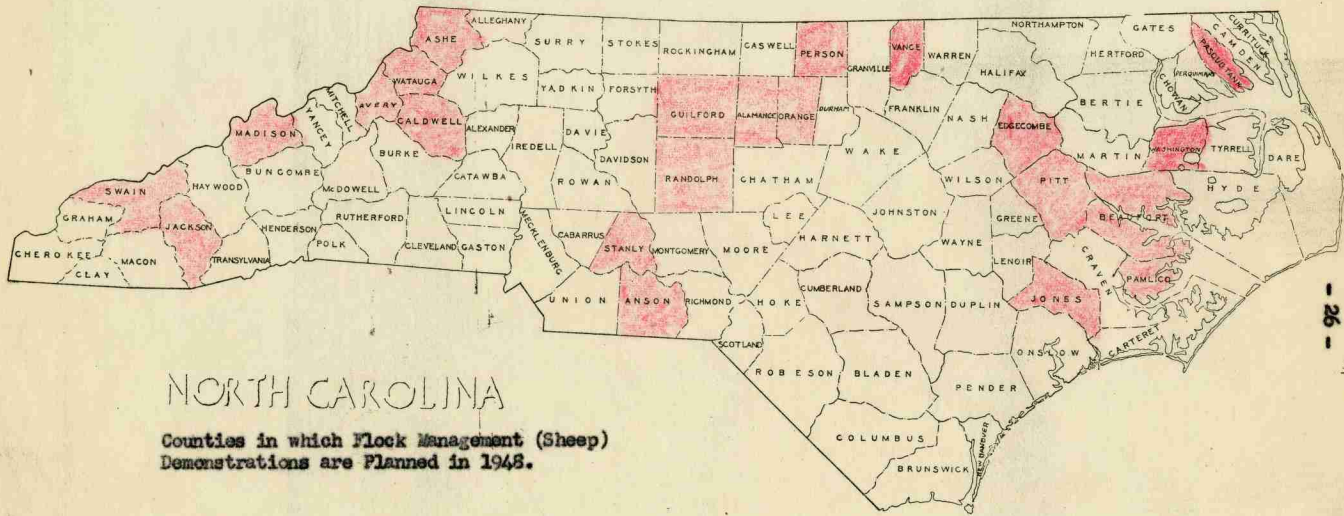 ALLEGHANY
ASHE
SURRY
STOKES
ROCKINGHAM
CASWELL
PERSON
GRANVILLE
VANCE
WARREN
NORTHAMPTON
GATES
CURRITUCK
CAMDEN
PASQUOTANK
HERTFORD
PERQUIMANS
CHOWAN
HALIFAX
WATAUGA
WILKES
YADKIN
FORSYTH
GUILFORD
ALAMANCE
ORANGE
DURHAM
FRANKLIN
NASH
EDGECOMBE
BERTIE
MARTIN
WASHINGTON
TYRRELL
DARE
MITCHELL
AVERY
CALDWELL
ALEXANDER
IREDELL
DAVIE
DAVIDSON
MADISON
YANCEY
BURKE
CATAWBA
ROWAN
RANDOLPH
CHATHAM
WAKE
WILSON
PITT
BEAUFORT
HYDE
BUNCOMBE
McDOWELL
SWAIN
HAYWOOD
GRAHAM
JACKSON
HENDERSON
RUTHERFORD
LINCOLN
POLK
CLEVELAND
GASTON
MECKLENBURG
CABARRUS
STANLY
MONTGOMERY
MOORE
LEE
HARNETT
JOHNSTON
WAYNE
GREENE
LENOIR
CRAVEN
PAMLICO
CHEROKEE
CLAY
MACON
TRANSYLVANIA
UNION
ANSON
RICHMOND
HOKE
CUMBERLAND
SAMPSON
DUPLIN
JONES
CARTERET
SCOTLAND
ROBESON
BLADEN
PENDER
ONSLOW
COLUMBUS
BRUNSWICK
NEW HANOVER
NORTH CAROLINA
Counties in which Flock Management (Sheep)
Demonstrations are Planned in 1948.
- 26 -